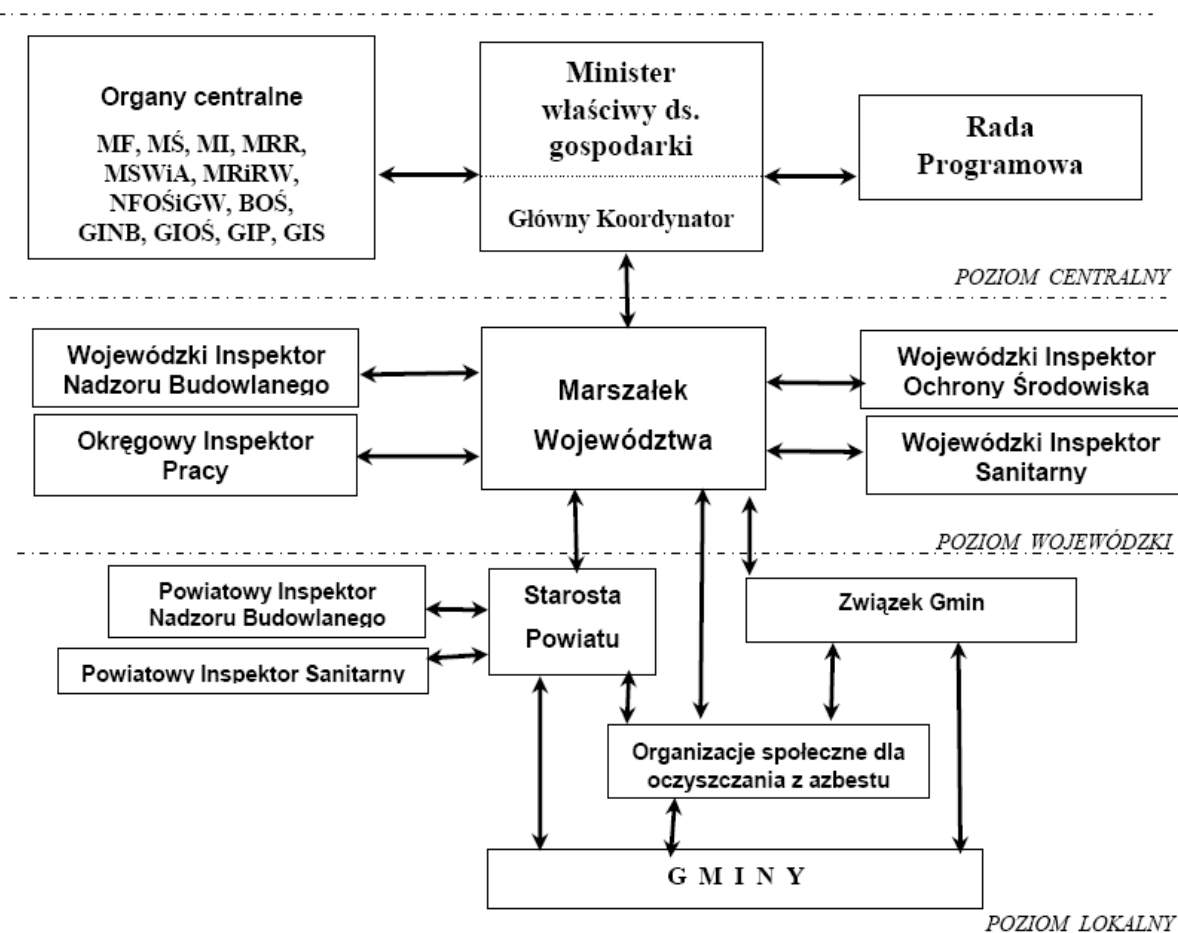 Organy centralne
MF, MŚ, MI, MRR,
MSWiA, MRiRW,
NFOŚiGW, BOŚ,
GINB, GIOŚ, GIP, GIS
Minister
właściwy ds.
gospodarki
Główny Koordynator
Rada
Programowa
POZIOM CENTRALNY
Wojewódzki Inspektor
Nadzoru Budowlanego
Okręgowy Inspektor
Pracy
Marszałek
Województwa
Wojewódzki Inspektor
Ochrony Środowiska
Wojewódzki Inspektor
Sanitarny
POZIOM WOJEWÓDZKI
Powiatowy Inspektor
Nadzoru Budowlanego
Powiatowy Inspektor Sanitarny
Starosta
Powiatu
Związek Gmin
Organizacje społeczne dla
oczyszczania z azbestu
G M I N Y
POZIOM LOKALNY